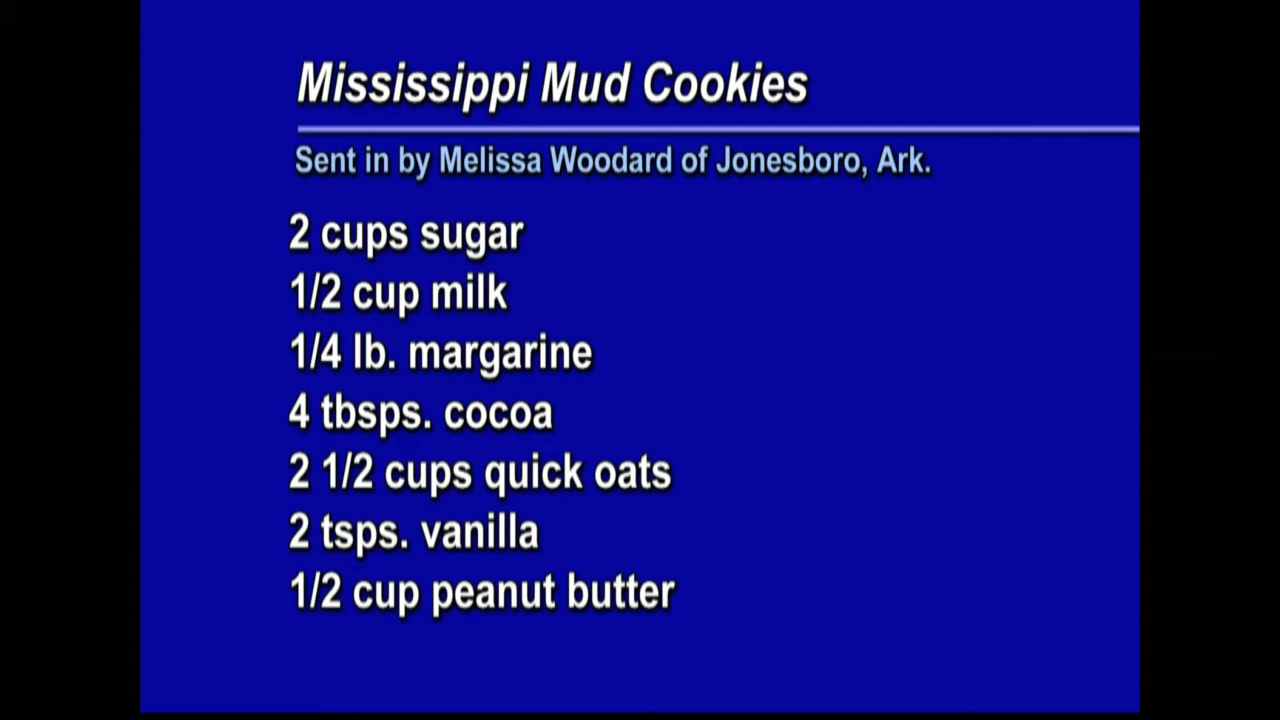 Mississippi Mud Cookies
Sent in by Melissa Woodard of Jonesboro, Ark.
2 cups sugar
1/2 cup milk
1/4 lb. margarine
4 tbsps. cocoa
2 1/2 cups quick oats
2 tsps. vanilla
1/2 cup peanut butter